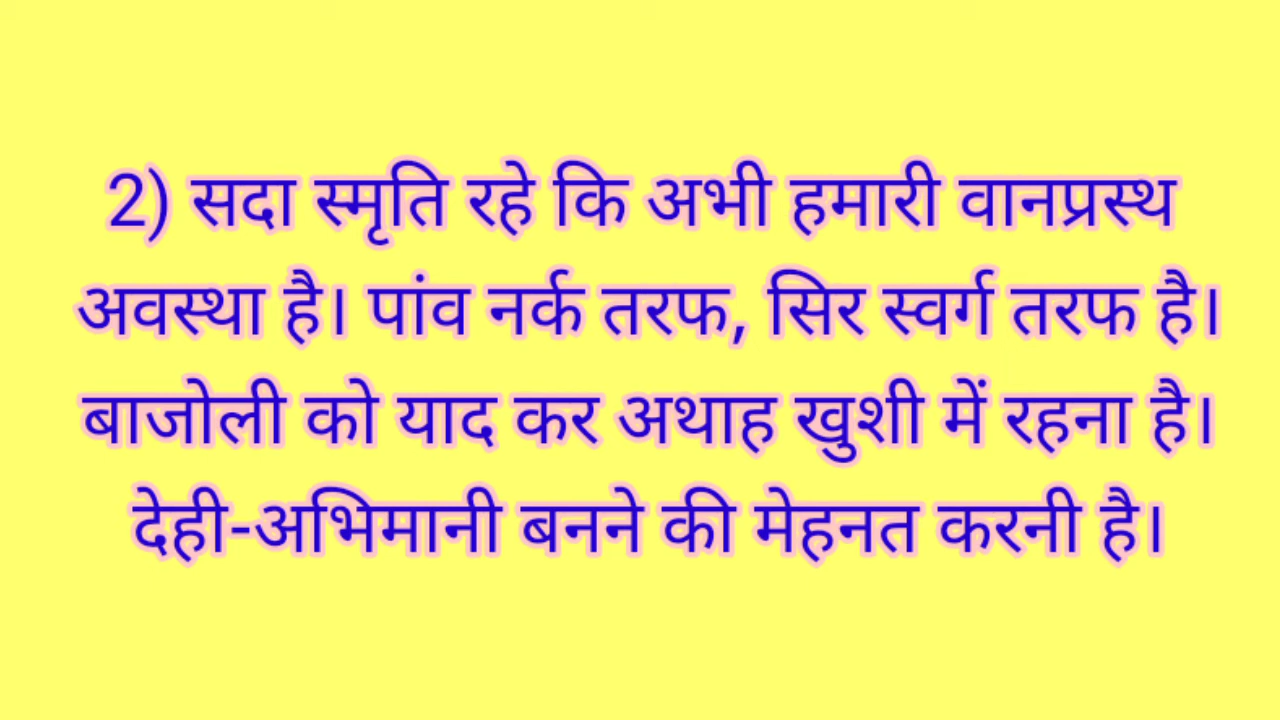 2) सदा स्मृति रहे कि अभी हमारी वानप्रस्थ
अवस्था है। पांव नर्क तरफ, सिर स्वर्ग तरफ है।
बाजोली को याद कर अथाह खुशी में रहना है।
देही-अभिमानी बनने की मेहनत करनी है।